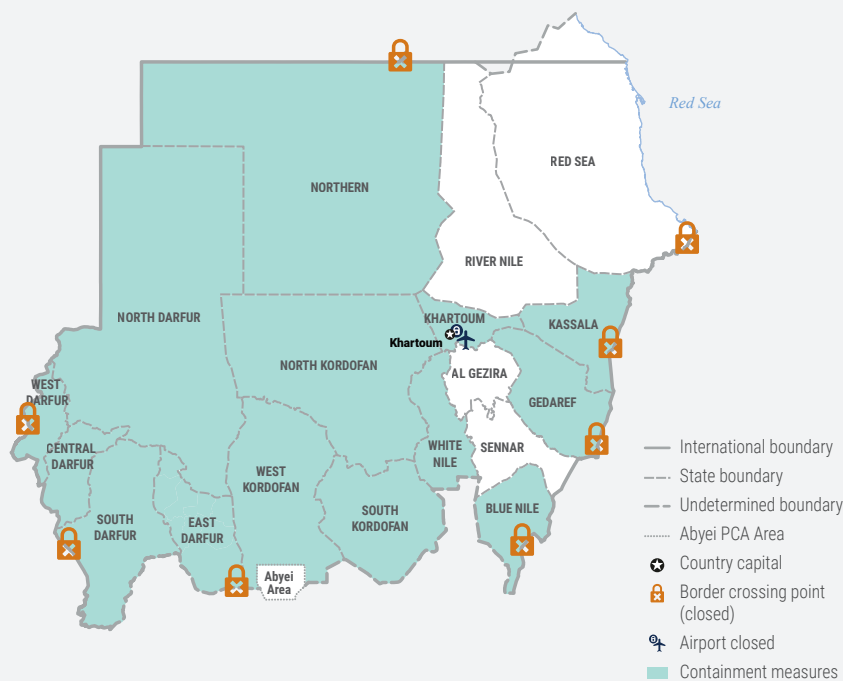 Red Sea
RED SEA
NORTHERN
RIVER NILE
NORTH DARFUR
KHARTOUM
KASSALA
Khartoum
NORTH KORDOFAN
AL GEZIRA
WEST
DARFUR
GEDAREF
CENTRAL
DARFUR
WHITE
NILE
SENNAR
WEST
KORDOFAN
SOUTH
DARFUR
EAST
DARFUR
SOUTH
KORDOFAN
BLUE NILE
Abyei
Area
International boundary
State boundary
Undetermined boundary
Abyei PCA Area
Country capital
Border crossing point
(closed)
Airport closed
Containment measures